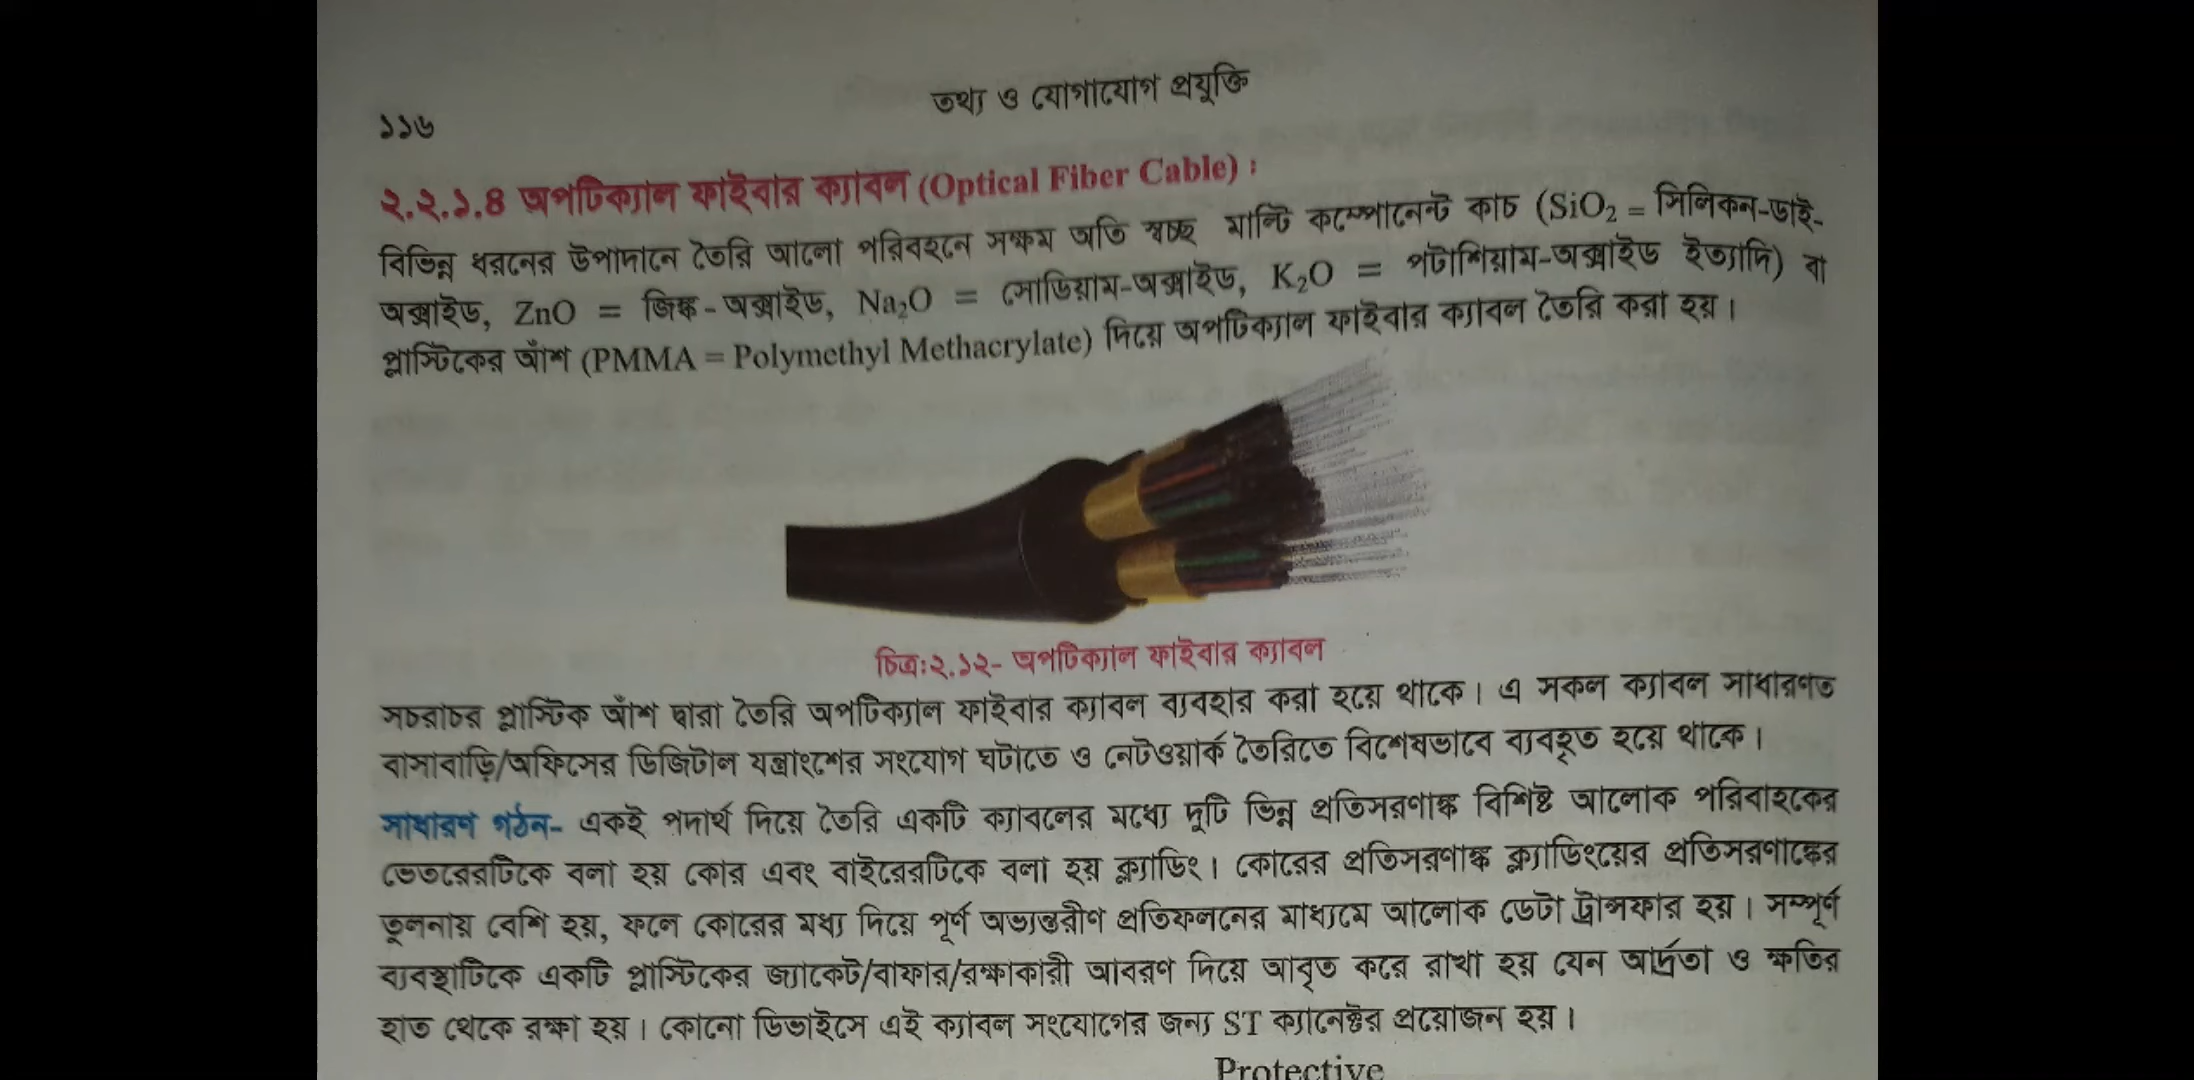 তথ্য ও যোগাযোগ প্রযুক্তি
১১৬
২.২.১.৪ অপটিক্যাল ফাইবার ক্যাবল (Optical Fiber Cable) :
বিভিন্ন ধরনের উপাদানে তৈরি আলো পরিবহনে সক্ষম অতি স্বচ্ছ মাল্টি কম্পোনেন্ট কাচ (SiO₂ = সিলিকন-ডাই-
অক্সাইড, ZnO = জিঙ্ক - অক্সাইড, Na₂O = সোডিয়াম-অক্সাইড, K₂O = পটাশিয়াম-অক্সাইড ইত্যাদি) বা
প্লাস্টিকের আঁশ (PMMA = Polymethyl Methacrylate) দিয়ে অপটিক্যাল ফাইবার ক্যাবল তৈরি করা হয়।
চিত্র:২.১২- অপটিক্যাল ফাইবার ক্যাবল
সচরাচর প্লাস্টিক আঁশ দ্বারা তৈরি অপটিক্যাল ফাইবার ক্যাবল ব্যবহার করা হয়ে থাকে। এ সকল ক্যাবল সাধারণত
বাসাবাড়ি/অফিসের ডিজিটাল যন্ত্রাংশের সংযোগ ঘটাতে ও নেটওয়ার্ক তৈরিতে বিশেষভাবে ব্যবহৃত হয়ে থাকে।
সাধারণ গঠন- একই পদার্থ দিয়ে তৈরি একটি ক্যাবলের মধ্যে দুটি ভিন্ন প্রতিসরণাঙ্ক বিশিষ্ট আলোক পরিবাহকের
ভেতরেরটিকে বলা হয় কোর এবং বাইরেরটিকে বলা হয় ক্ল্যাডিং। কোরের প্রতিসরণাঙ্ক ক্ল্যাডিংয়ের প্রতিসরণাঙ্কের
তুলনায় বেশি হয়, ফলে কোরের মধ্য দিয়ে পূর্ণ অভ্যন্তরীণ প্রতিফলনের মাধ্যমে আলোক ডেটা ট্রান্সফার হয়। সম্পূর্ণ
ব্যবস্থাটিকে একটি প্লাস্টিকের জ্যাকেট/বাফার/রক্ষাকারী আবরণ দিয়ে আবৃত করে রাখা হয় যেন আর্দ্রতা ও ক্ষতির
হাত থেকে রক্ষা হয়। কোনো ডিভাইসে এই ক্যাবল সংযোগের জন্য ST ক্যানেক্টর প্রয়োজন হয়।
Protective